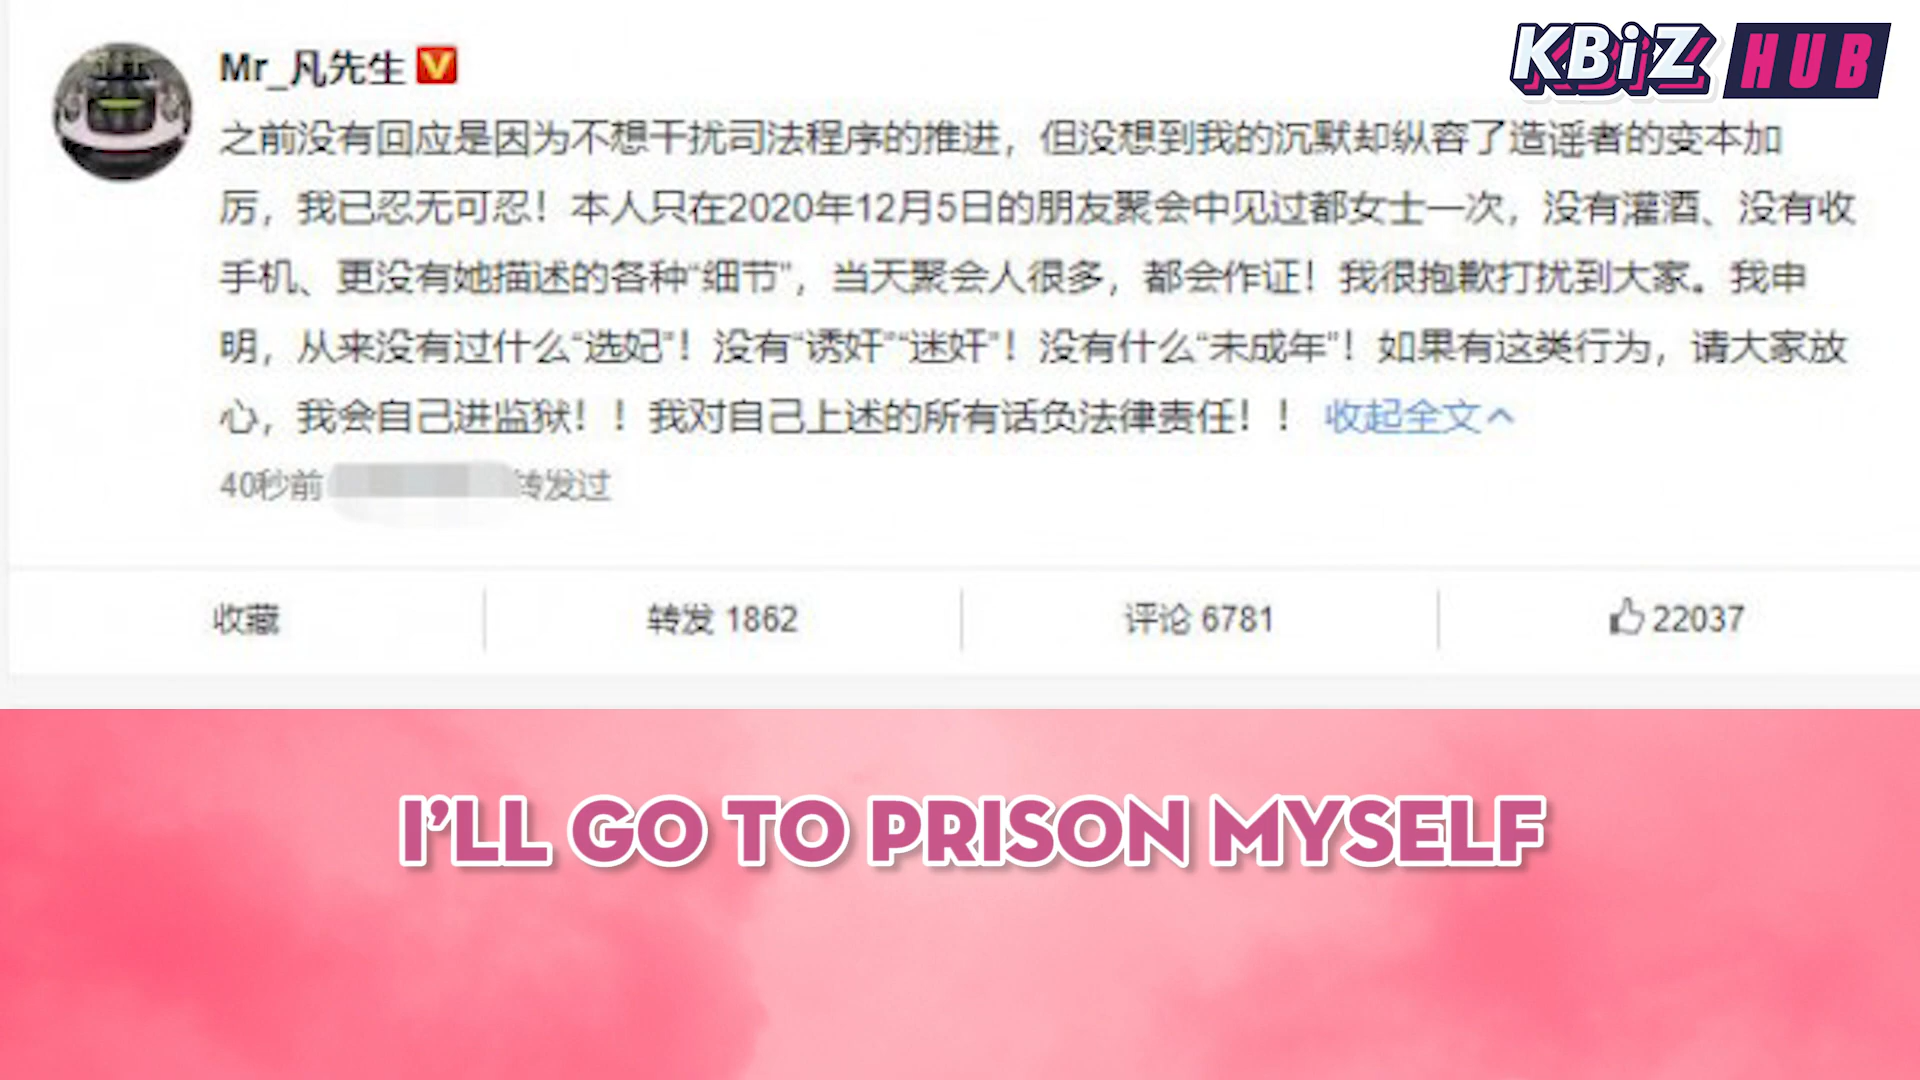 Mr_凡先生
KBiZ HUB
之前没有回应是因为不想干扰司法程序的推进，但没想到我的沉默却纵容了造谣者的变本加
厉，我已忍无可忍！本人只在2020年12月5日的朋友聚会中见过都女士一次，没有灌酒、没有收
手机、更没有她描述的各种“细节”，当天聚会人很多，都会作证！我很抱歉打扰到大家。我申
明，从来没有过什么“选妃”！没有“诱奸”“迷奸”！没有什么“未成年”！如果有这类行为，请大家放
心，我会自己进监狱！！我对自己上述的所有话负法律责任！！ 收起全文
40秒前 转发过
收藏 转发 1862 评论 6781 22037
I’LL GO TO PRISON MYSELF